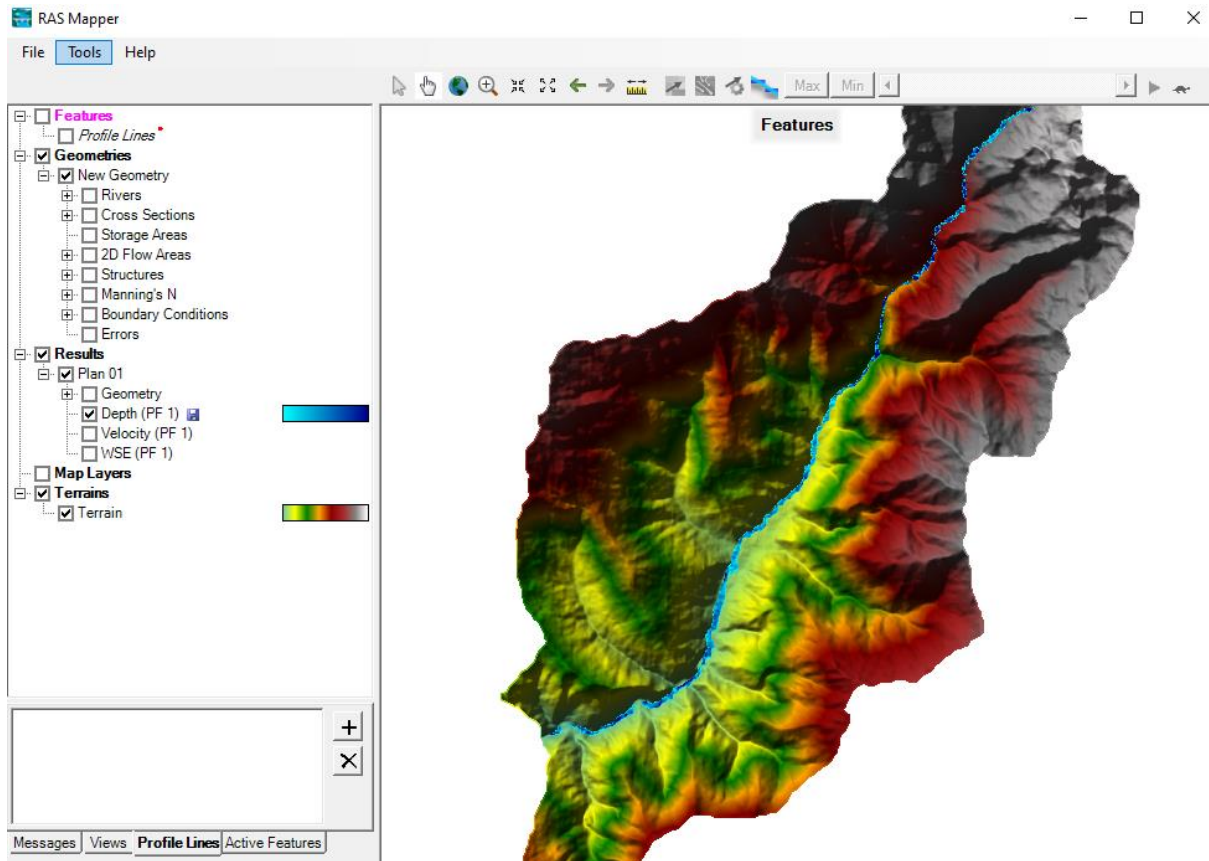 RAS Mapper
File Tools Help
Max Min
Features
Profile Lines
Geometries
New Geometry
Rivers
Cross Sections
Storage Areas
2D Flow Areas
Structures
Manning's N
Boundary Conditions
Errors
Results
Plan 01
Geometry
Depth (PF 1)
Velocity (PF 1)
WSE (PF 1)
Map Layers
Terrains
Terrain
Messages Views Profile Lines Active Features
Features